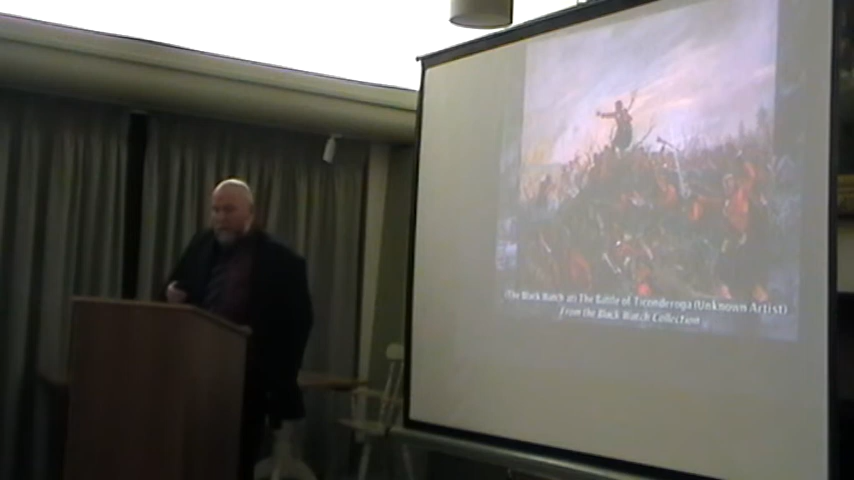 (The Black Watch at) The Battle of Ticonderoga (Unknown Artist)
From the Black Watch Collection